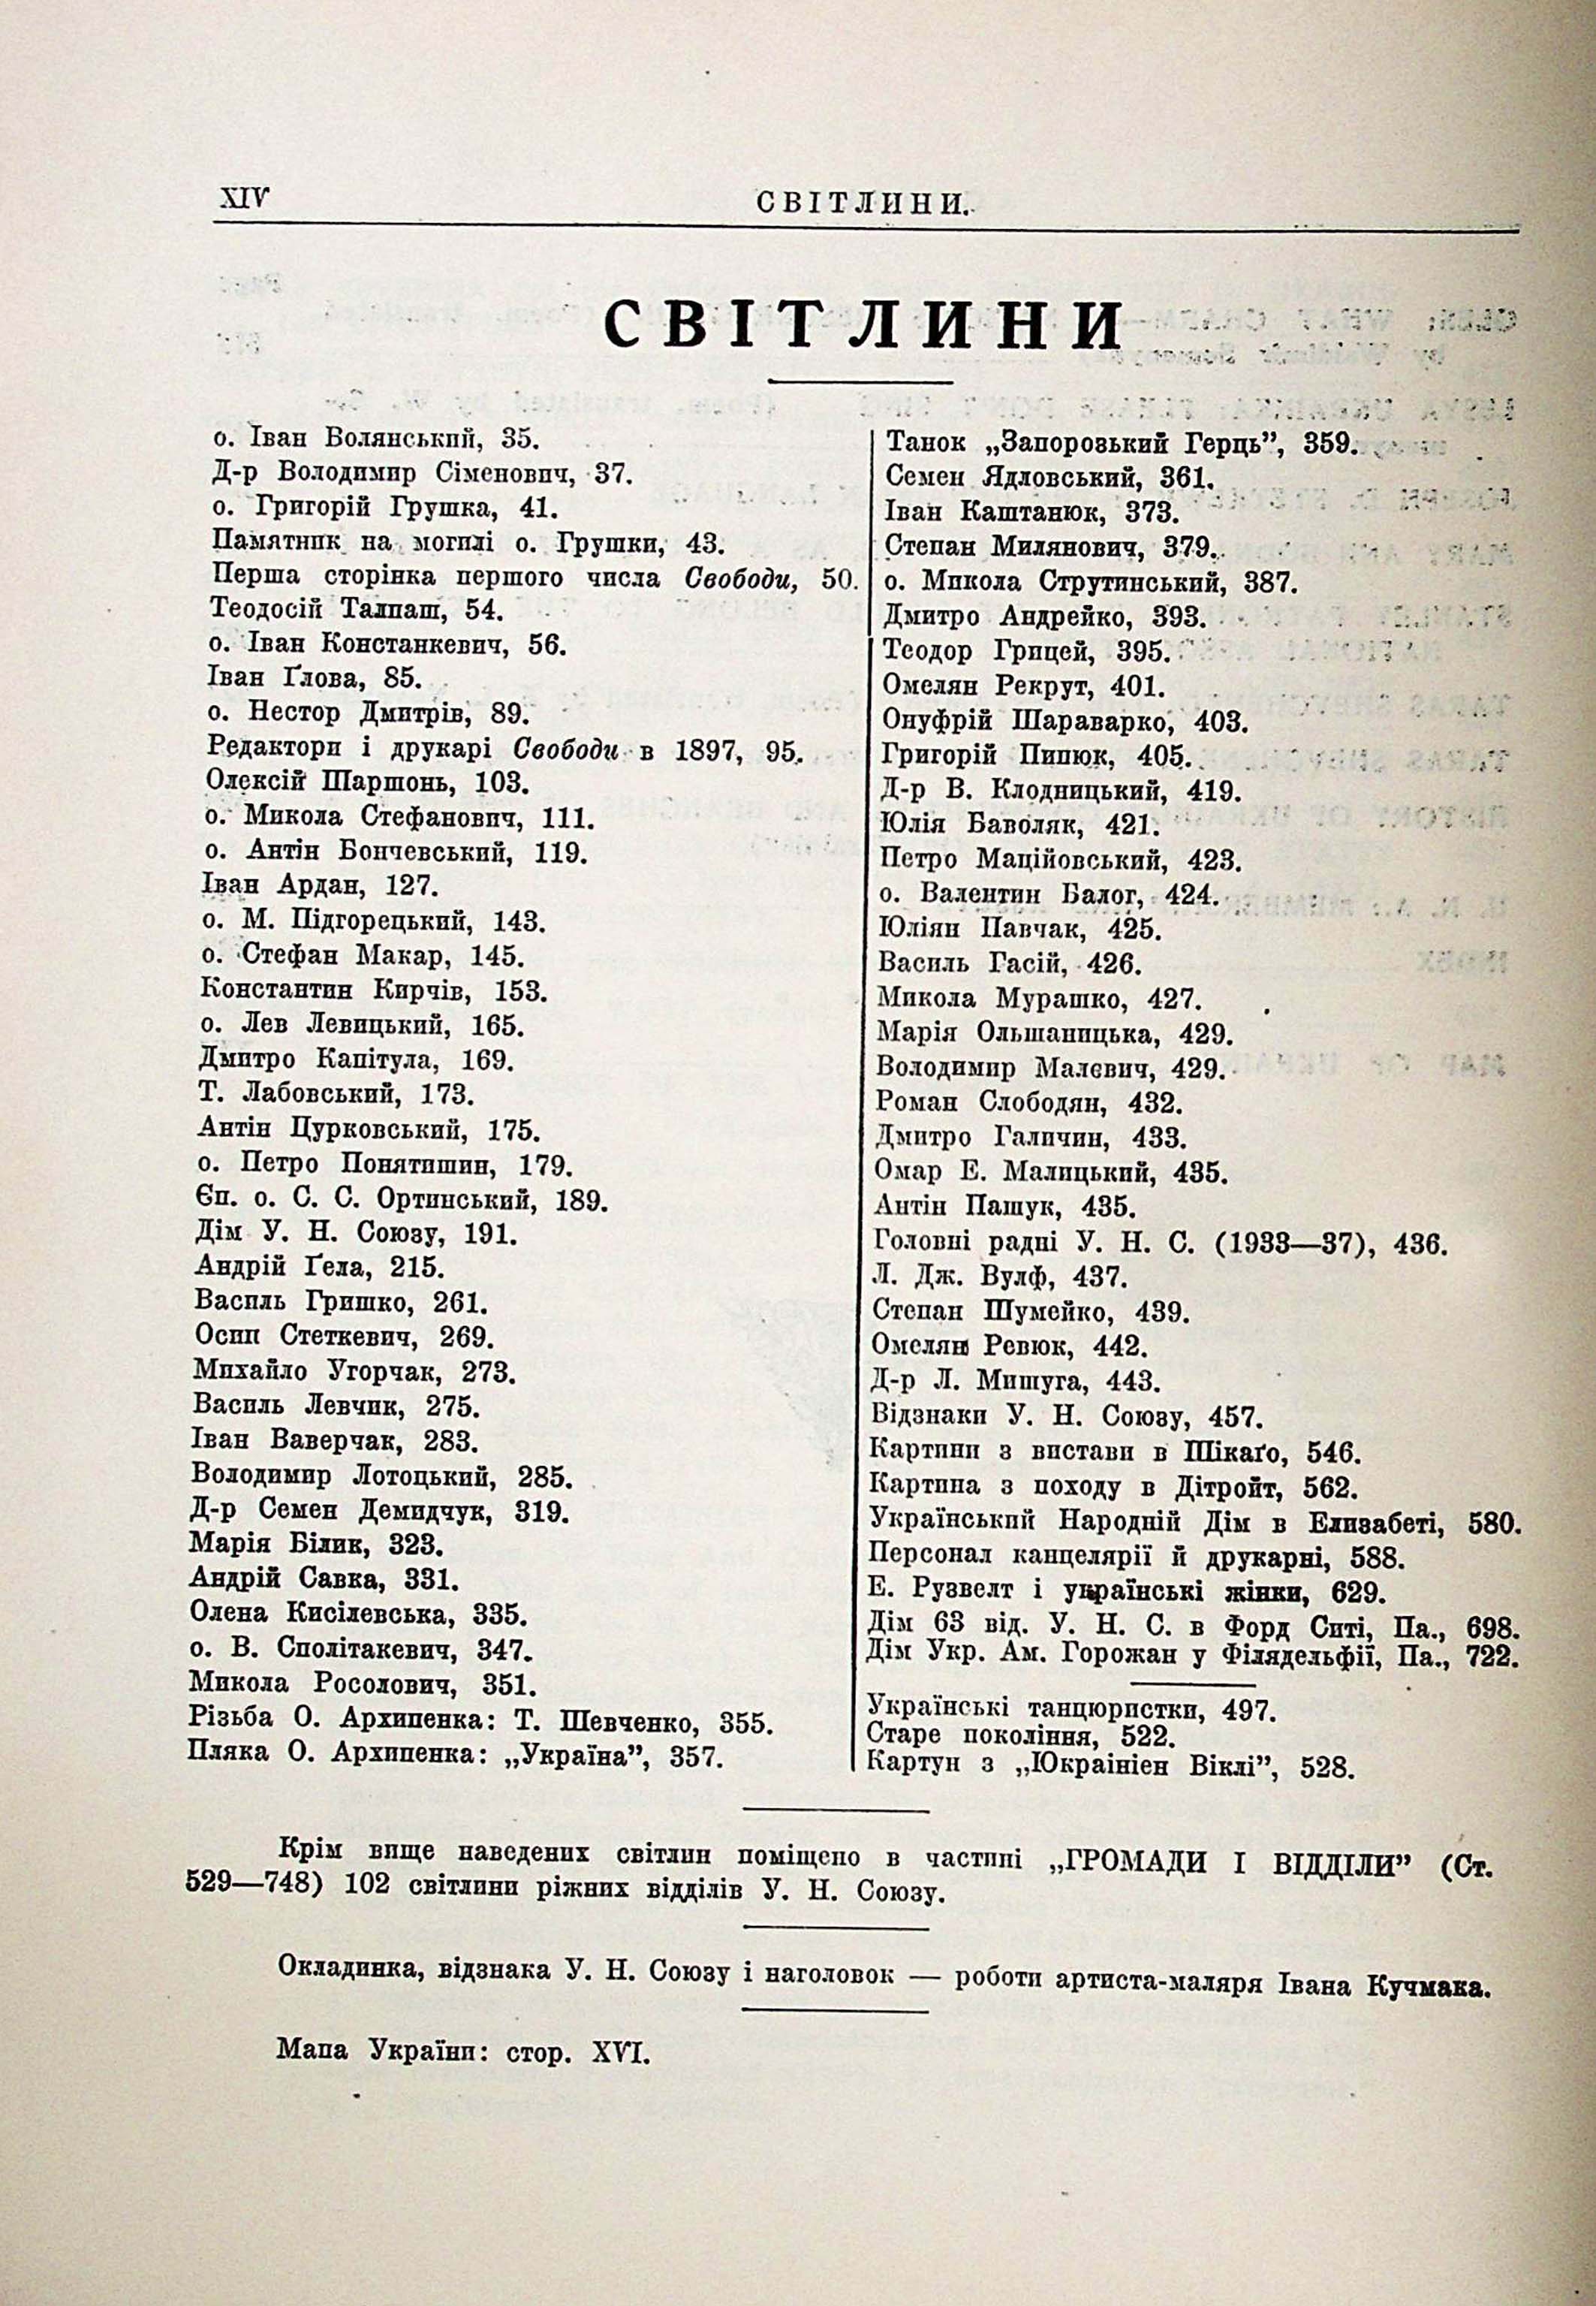 XIV
СВІТЛИНИ.
СВІТЛИНИ
о. Іван Волянський, 35.
Д-р Володимир Сіменович, 37.
о. Григорій Грушка, 41.
Памятник на могилі о. Грушки, 43.
Перша сторінка першого числа Свободи, 50.
Теодосій Талпаш, 54.
о. Іван Констанкевич, 56.
Іван Ґлова, 85.
о. Нестор Дмитрів, 89.
Редактори і друкарі Свободи в 1897, 95.
Олексій Шаршонь, 103.
о. Микола Стефанович, 111.
о. Антін Бончевський, 119.
Іван Ардан, 127.
о. М. Підгорецький, 143.
о. Стефан Макар, 145.
Константин Кирчів, 153.
о. Лев Левицький, 165.
Дмитро Капітула, 169.
Т. Лабовський, 173.
Антін Цурковський, 175.
о. Петро Понятишин, 179.
Єп. о. С. С. Ортинський, 189.
Дім У. Н. Союзу, 191.
Андрій Ґела, 215.
Василь Гришко, 261.
Осип Стеткевич, 269.
Михайло Угорчак, 273.
Василь Левчик, 275.
Іван Ваверчак, 283.
Володимир Лотоцький, 285.
Д-р Семен Демидчук, 319.
Марія Білик, 323.
Андрій Савка, 331.
Олена Кисілевська, 335.
о. В. Сполітакевич, 347.
Микола Росолович, 351.
Різьба О. Архипенка: Т. Шевченко, 355.
Пляка О. Архипенка: „Україна”, 357.
Танок „Запорозький Герць”, 359.
Семен Ядловський, 361.
Іван Каштанюк, 373.
Степан Милянович, 379.
о. Микола Струтинський, 387.
Дмитро Андрейко, 393.
Теодор Грицей, 395.
Омелян Рекрут, 401.
Онуфрій Шараварко, 403.
Григорій Пипюк, 405.
Д-р В. Клодницький, 419.
Юлія Баволяк, 421.
Петро Маційовський, 423.
о. Валентин Балог, 424.
Юліян Павчак, 425.
Василь Гасій, 426.
Микола Мурашко, 427.
Марія Ольшаницька, 429.
Володимир Малевич, 429.
Роман Слободян, 432.
Дмитро Галичин, 433.
Омар Е. Малицький, 435.
Антін Пашук, 435.
Головні радні У. Н. С. (1933—37), 436.
Л. Дж. Вулф, 437.
Степан Шумейко, 439.
Омелян Ревюк, 442.
Д-р Л. Мишуга, 443.
Відзнаки У. Н. Союзу, 457.
Картини з вистави в Шікаґо, 546.
Картина з походу в Дітройт, 562.
Український Народній Дім в Елизабеті, 580.
Персонал канцелярії й друкарні, 588.
Е. Рузвелт і українські жінки, 629.
Дім 63 від. У. Н. С. в Форд Ситі, Па., 698.
Дім Укр. Ам. Горожан у Філядельфії, Па., 722.
Українські танцюристки, 497.
Старе покоління, 522.
Картун з „Юкраінієн Віклі”, 528.
Крім вище наведених світлин поміщено в частині „ГРОМАДИ І ВІДДІЛИ” (Ст.
529—748) 102 світлини ріжних відділів У. Н. Союзу.
Окладинка, відзнака У. Н. Союзу і наголовок — роботи артиста-маляря Івана Кучмака.
Мапа України: стор. XVI.